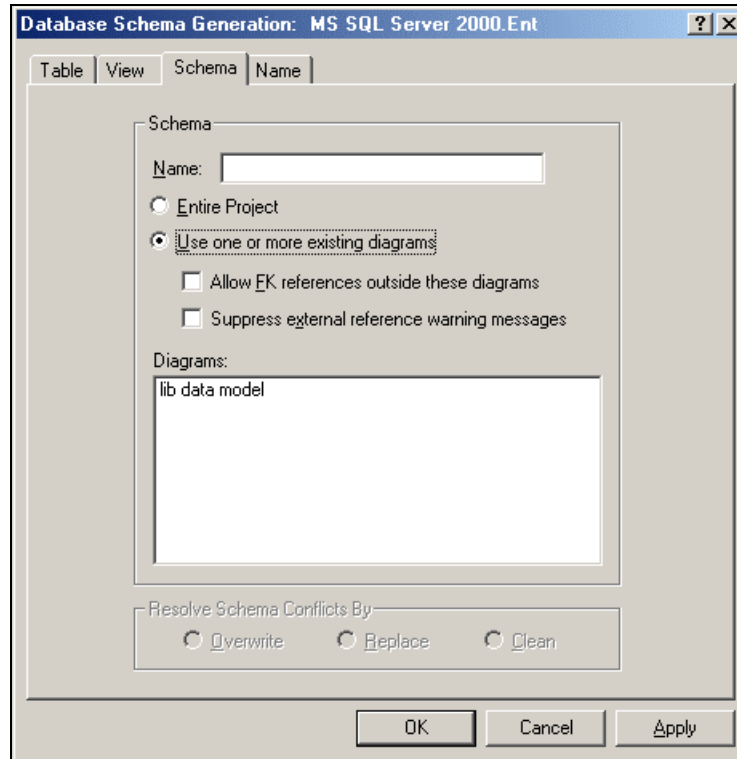 Database Schema Generation: MS SQL Server 2000.Ent
Table View Schema Name
Schema
Name:
Entire Project
Use one or more existing diagrams
Allow FK references outside these diagrams
Suppress external reference warning messages
Diagrams:
lib data model
Resolve Schema Conflicts By
Overwrite Replace Clean
OK Cancel Apply